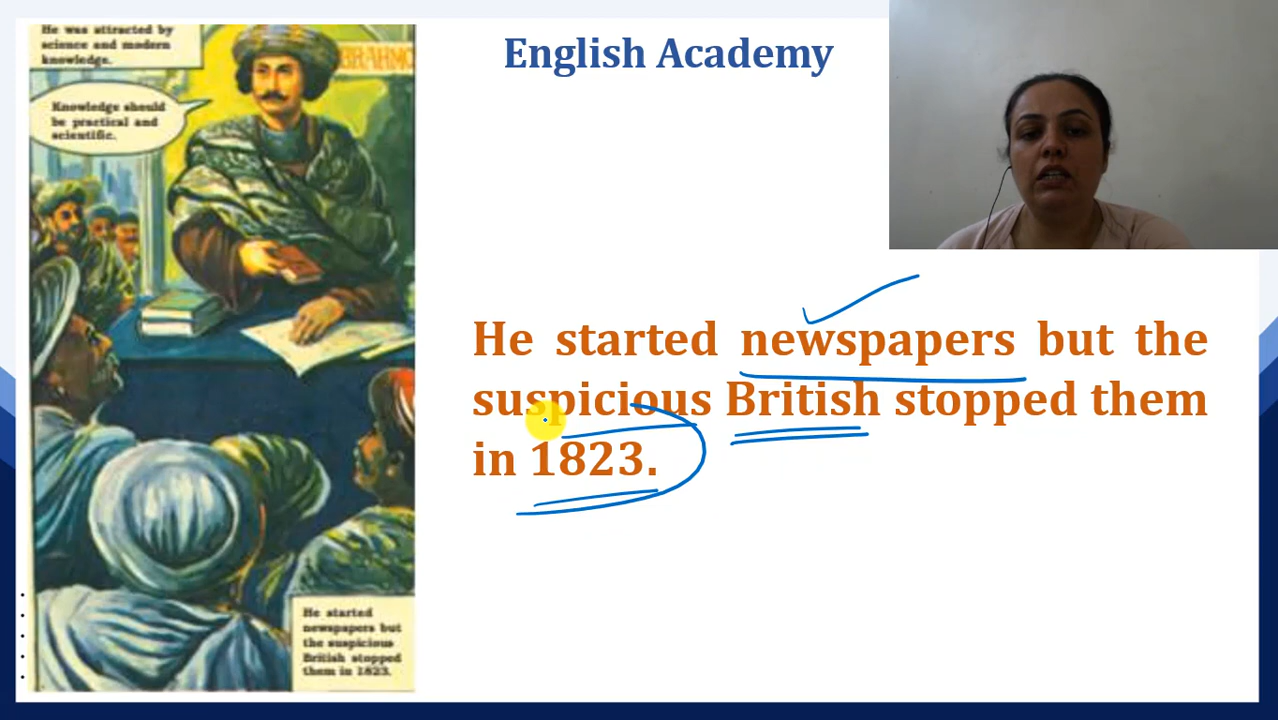 He was attracted by
science and modern
knowledge.
BRAHMO
Knowledge should
be practical and
scientific.
He started
newspapers but
the suspicious
British stopped
them in 1823.
English Academy
He started newspapers but the
suspicious British stopped them
in 1823.